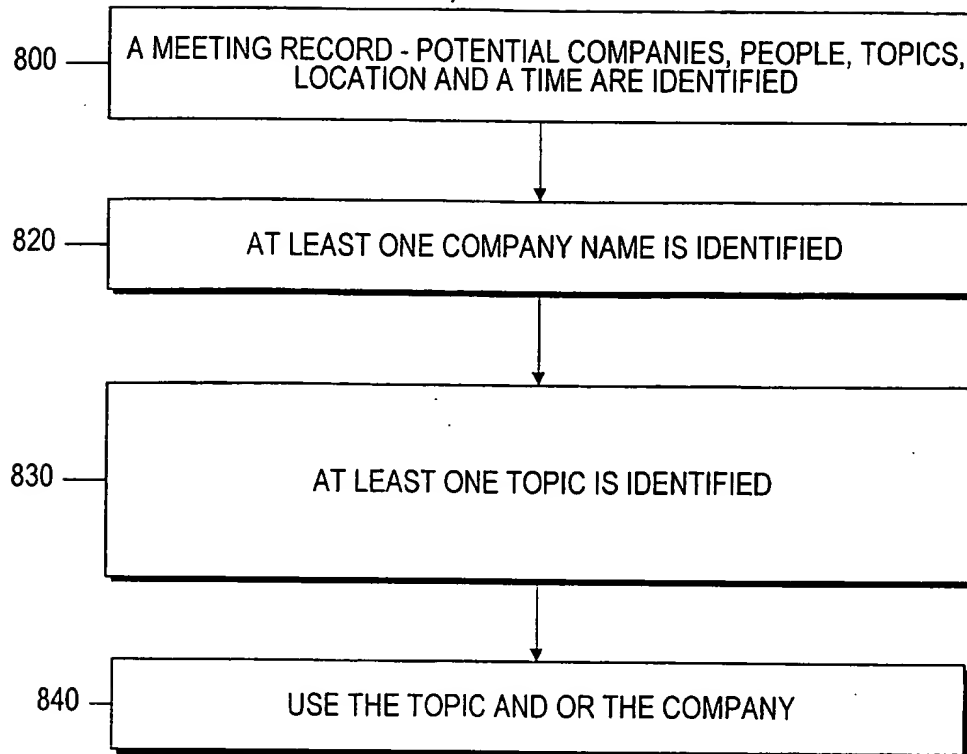 800
A MEETING RECORD - POTENTIAL COMPANIES, PEOPLE, TOPICS,
LOCATION AND A TIME ARE IDENTIFIED
820
AT LEAST ONE COMPANY NAME IS IDENTIFIED
830
AT LEAST ONE TOPIC IS IDENTIFIED
840
USE THE TOPIC AND OR THE COMPANY